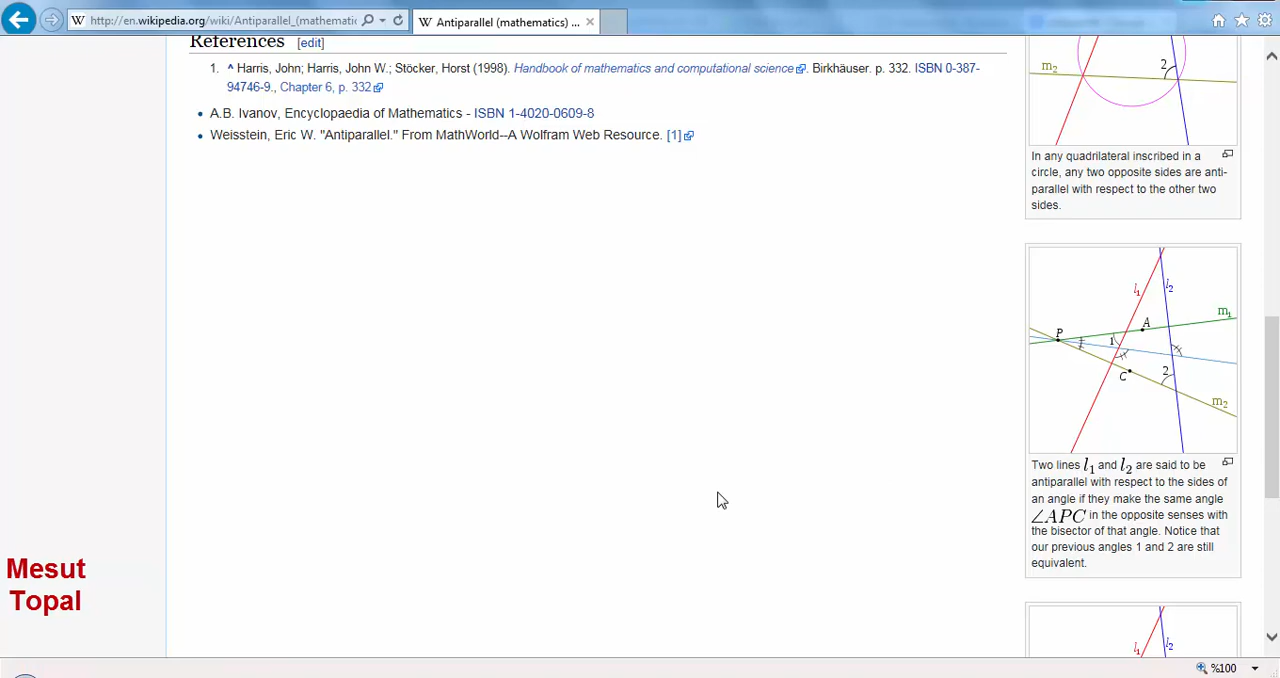 http://en.wikipedia.org/wiki/Antiparallel_(mathemati
Antiparallel (mathematics) ...
References [edit]
1. ^ Harris, John; Harris, John W.; Stöcker, Horst (1998). Handbook of mathematics and computational science. Birkhäuser. p. 332. ISBN 0-387-
94746-9., Chapter 6, p. 332
• A.B. Ivanov, Encyclopaedia of Mathematics - ISBN 1-4020-0609-8
• Weisstein, Eric W. "Antiparallel." From MathWorld--A Wolfram Web Resource. [1]
m2
2
In any quadrilateral inscribed in a
circle, any two opposite sides are anti-
parallel with respect to the other two
sides.
l1
l2
m1
P
A
1
C
2
m2
Two lines l1 and l2 are said to be
antiparallel with respect to the sides of
an angle if they make the same angle
∠APC in the opposite senses with
the bisector of that angle. Notice that
our previous angles 1 and 2 are still
equivalent.
l1
l2
Mesut
Topal
%100